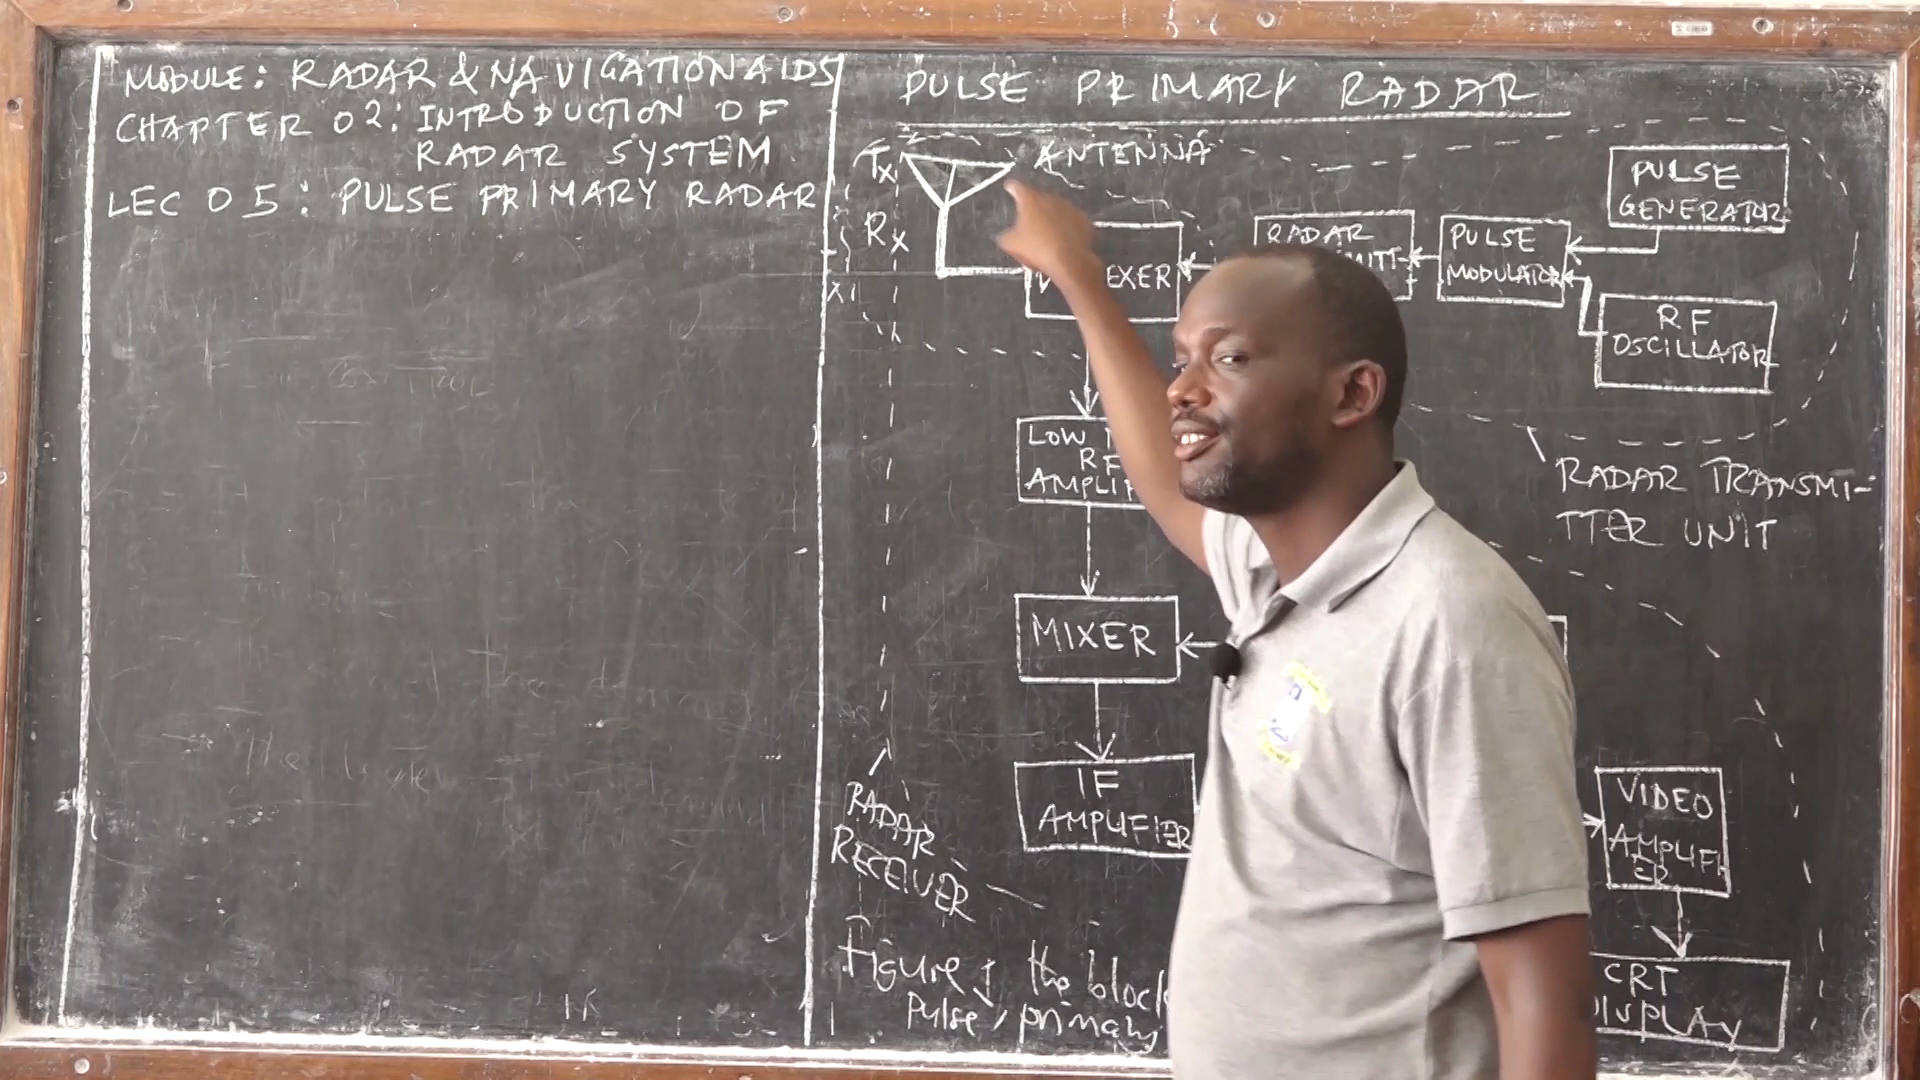 MODULE: RADAR & NAVIGATION AIDS
CHAPTER 02: INTRODUCTION OF
RADAR SYSTEM
LEC 05: PULSE PRIMARY RADAR
PULSE PRIMARY RADAR
Tx
ANTENNA
Rx
EXER
RADAR
MITT-
PULSE
MODULATOR
PULSE
GENERATOR
RF
OSCILLATOR
RADAR TRANSMI-
TTER UNIT
LOW
RF
AMPLIF
MIXER
IF
AMPLIFIER
VIDEO
AMPLIFI
ER
CRT
DISPLAY
RADAR
RECEIVER
Figure 1 the block
Pulse, primary